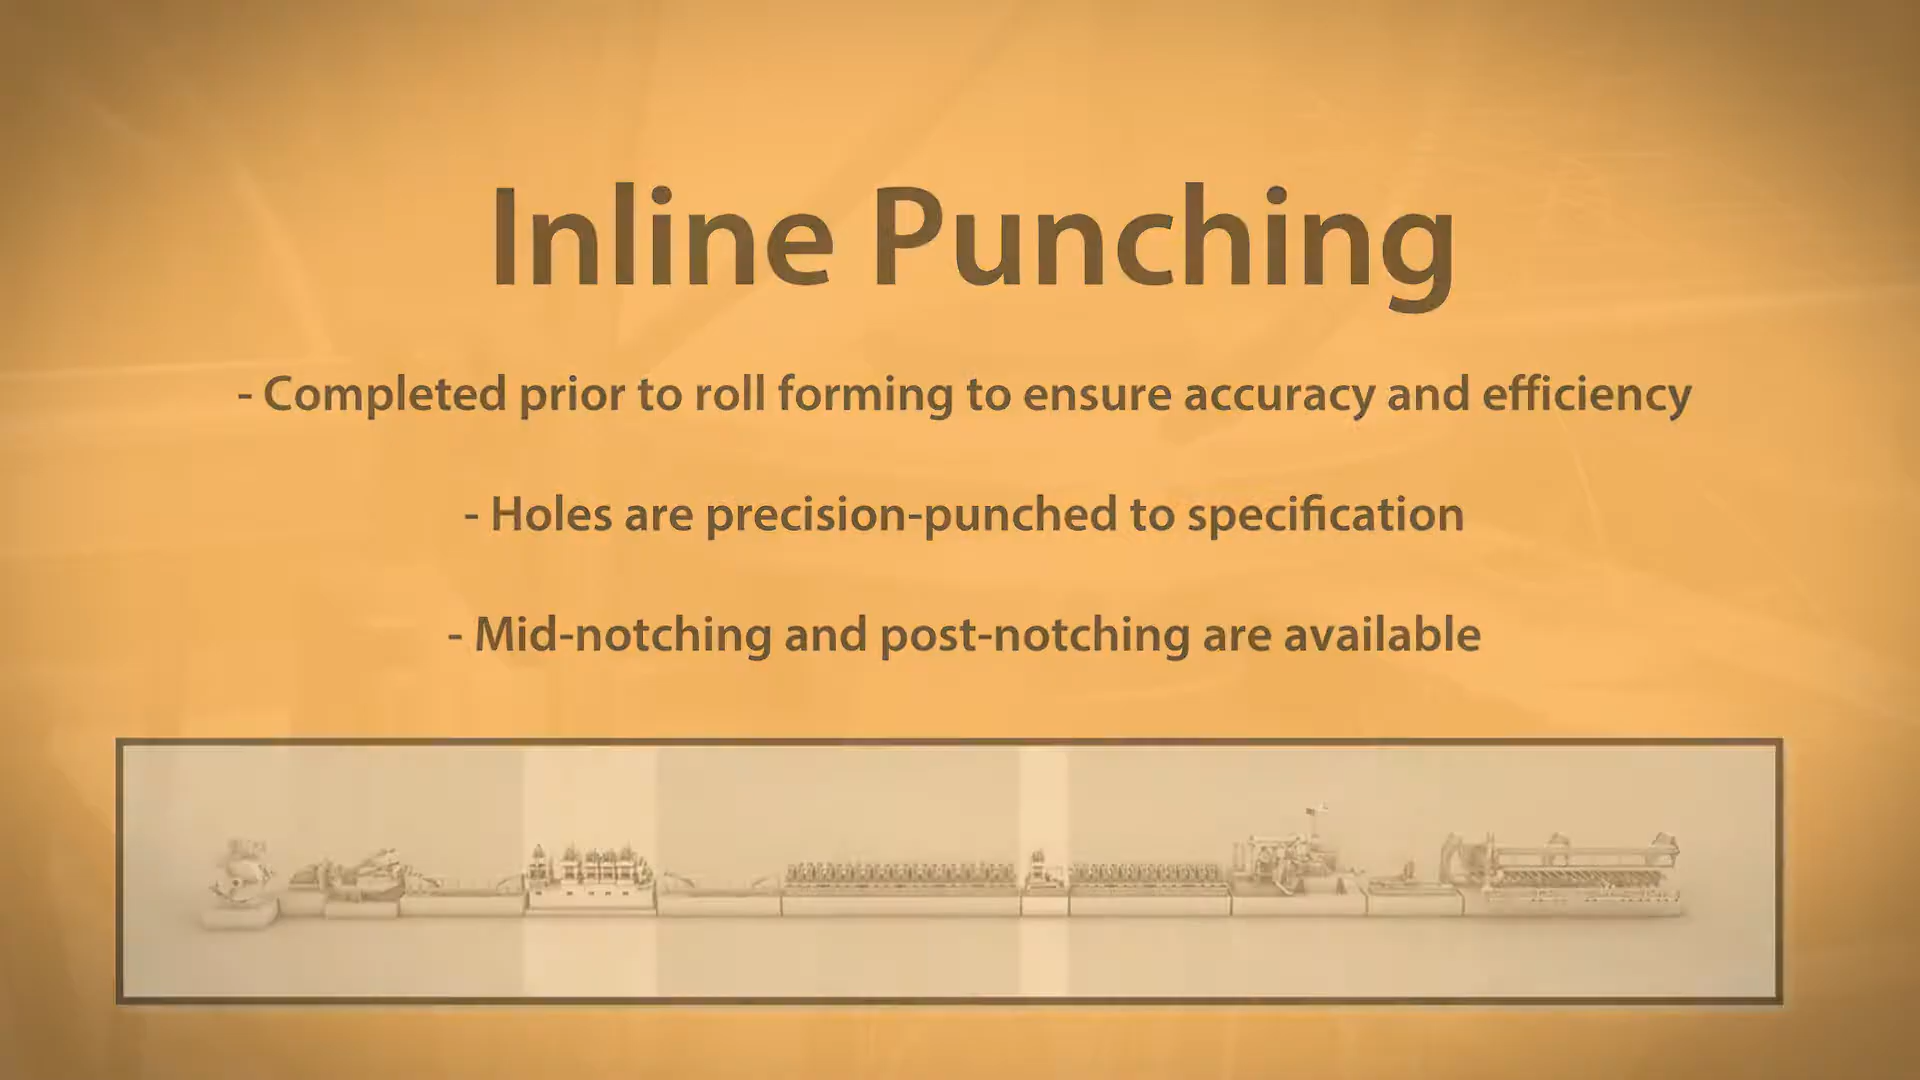 Inline Punching
- Completed prior to roll forming to ensure accuracy and efficiency
- Holes are precision-punched to specification
- Mid-notching and post-notching are available